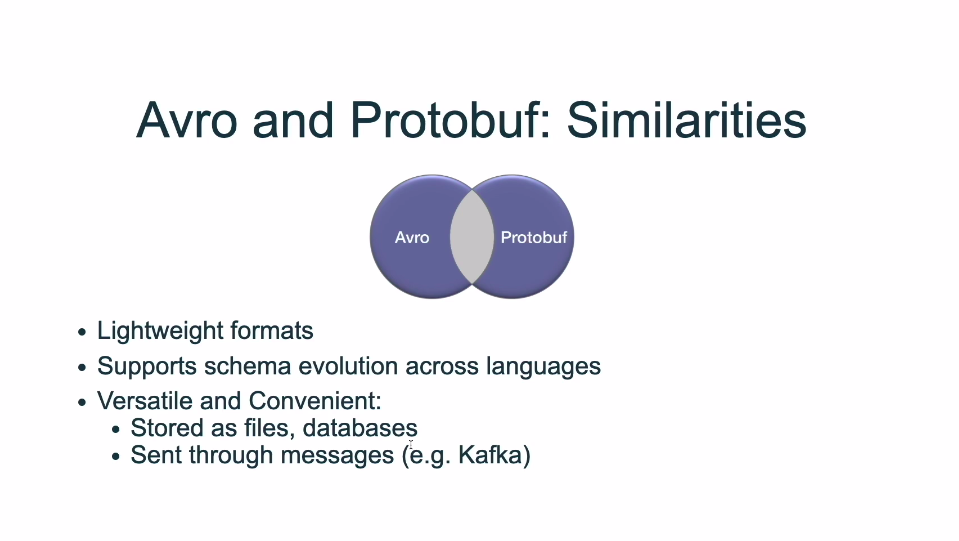 Avro and Protobuf: Similarities
Avro
Protobuf
• Lightweight formats
• Supports schema evolution across languages
• Versatile and Convenient:
• Stored as files, databases
• Sent through messages (e.g. Kafka)